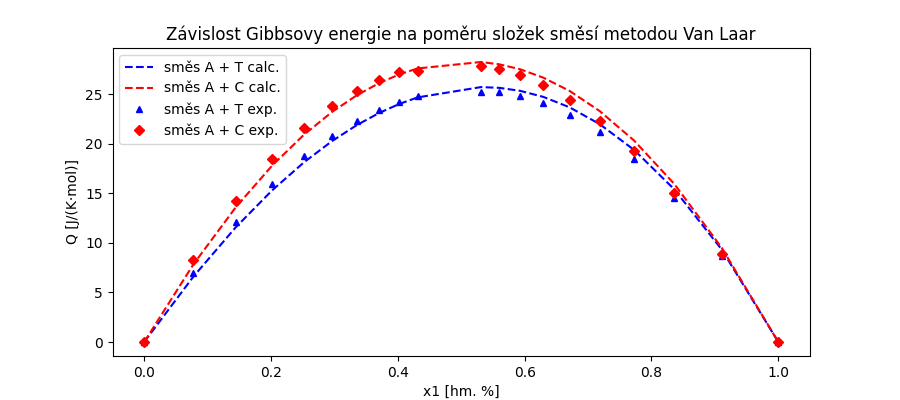 Závislost Gibbsovy energie na poměru složek směsí metodou Van Laar
směs A + T calc.
směs A + C calc.
směs A + T exp.
směs A + C exp.
Q [J/(K·mol)]
25
20
15
10
5
0
0.0 0.2 0.4 0.6 0.8 1.0
x1 [hm. %]